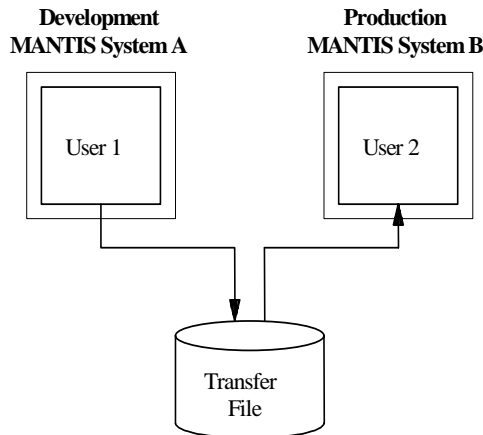 Development
MANTIS System A
Production
MANTIS System B
User 1
User 2
Transfer
File